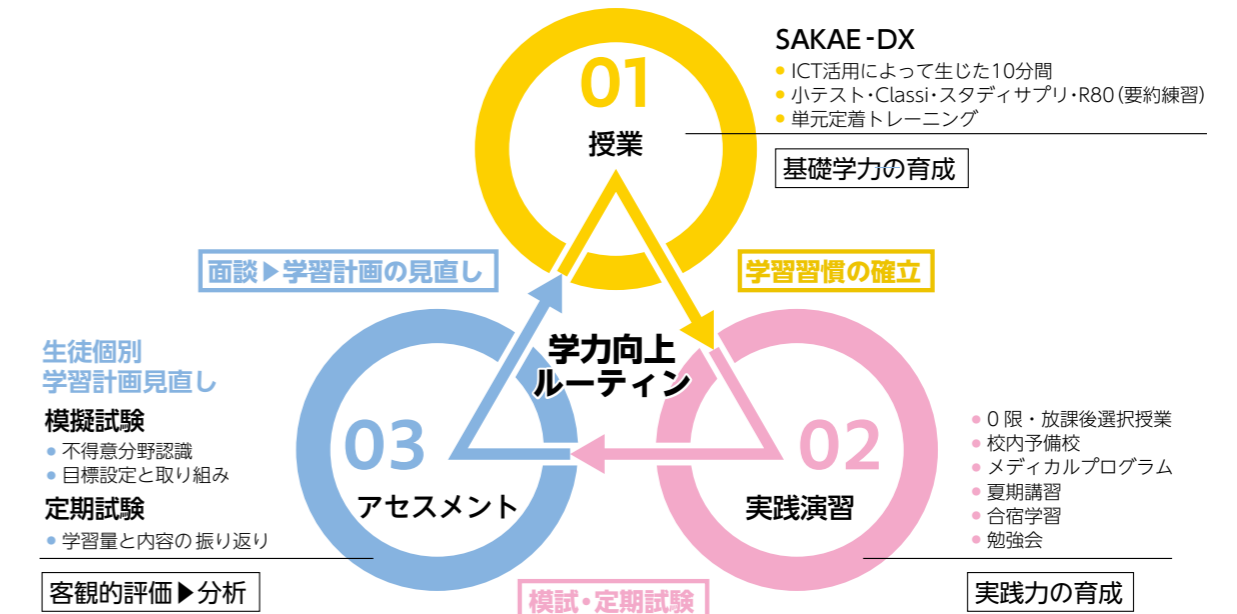 01
授業
SAKAE-DX
● ICT活用によって生じた10分間
● 小テスト・Classi・スタディサプリ・R80(要約練習)
● 単元定着トレーニング
基礎学力の育成
面談▶学習計画の見直し
学習習慣の確立
学力向上
ルーティン
生徒個別
学習計画見直し
模擬試験
● 不得意分野認識
● 目標設定と取り組み
定期試験
● 学習量と内容の振り返り
客観的評価▶分析
03
アセスメント
02
実践演習
● 0限・放課後選択授業
● 校内予備校
● メディカルプログラム
● 夏期講習
● 合宿学習
● 勉強会
実践力の育成
模試・定期試験